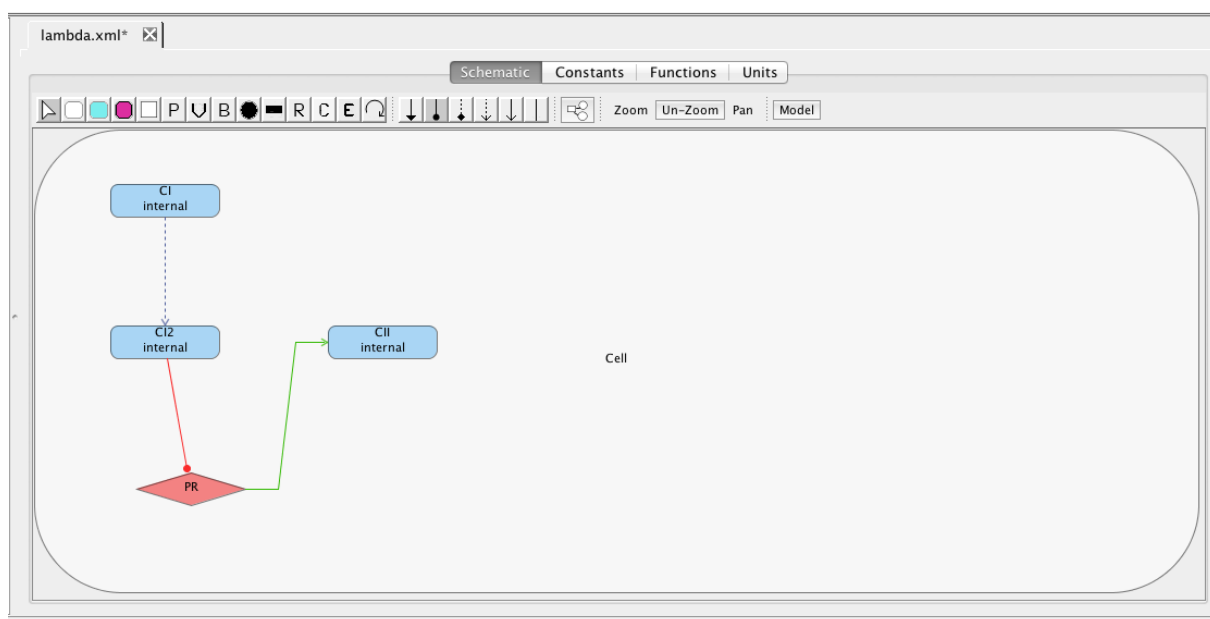 lambda.xml*
Schematic Constants Functions Units
P V B R C E Zoom Un-Zoom Pan Model
CI
internal
CI2
internal
CII
internal
Cell
PR